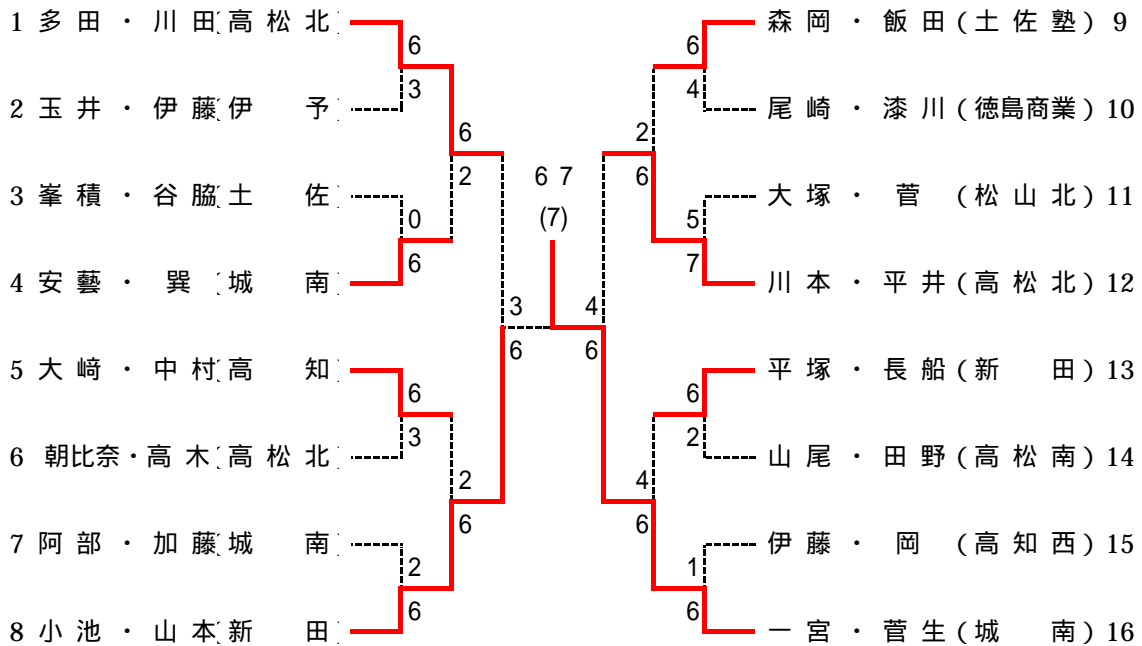 1 多田 ・ 川田(高松北)
6
3
2 玉井 ・ 伊藤(伊 予)
6
2
3 峯積 ・ 谷脇(土 佐)
0
6
4 安藝 ・ 巽 (城 南)
3
6
5 大﨑 ・ 中村(高 知)
6
3
6 朝比奈・高木(高松北)
2
6
7 阿部 ・ 加藤(城 南)
2
6
8 小池 ・ 山本(新 田)
6 7
(7)
森岡 ・ 飯田(土佐塾) 9
6
4
尾崎 ・ 漆川(徳島商業) 10
2
6
大塚 ・ 菅 (松山北) 11
5
7
川本 ・ 平井(高松北) 12
4
6
平塚 ・ 長船(新 田) 13
6
2
山尾 ・ 田野(高松南) 14
4
6
伊藤 ・ 岡 (高知西) 15
1
6
一宮 ・ 菅生(城 南) 16